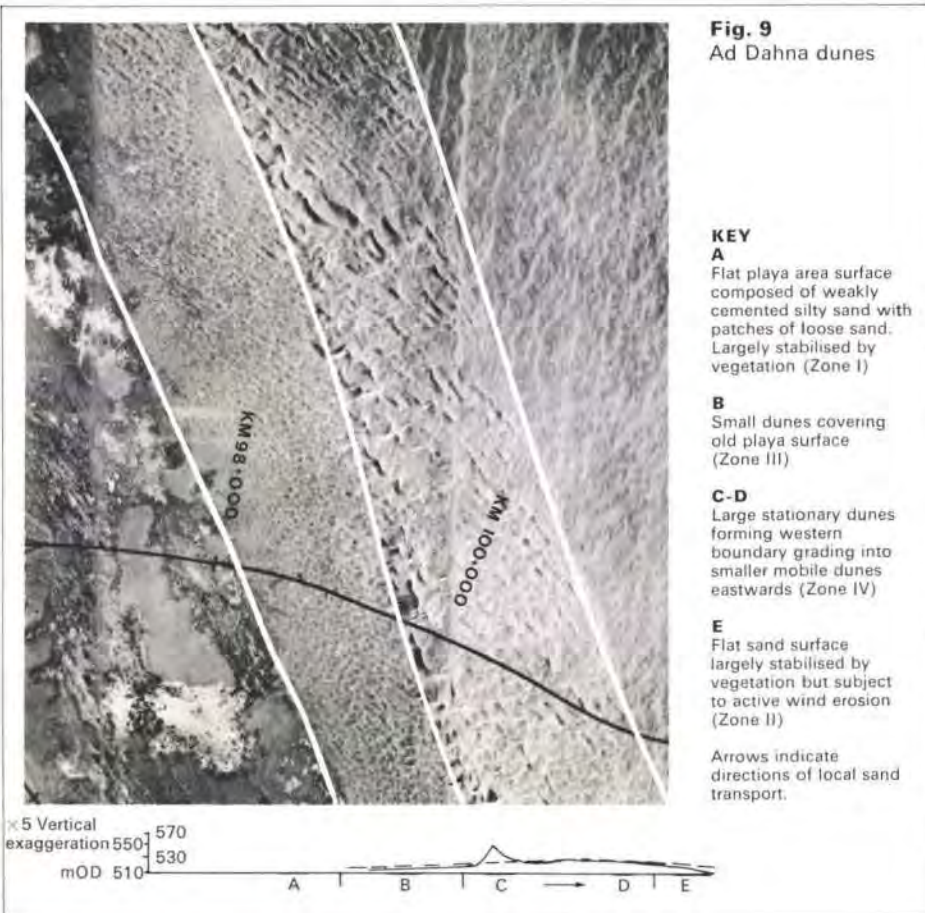 Fig. 9
Ad Dahna dunes
KEY
A
Flat playa area surface
composed of weakly
cemented silty sand with
patches of loose sand.
Largely stabilised by
vegetation (Zone I)
B
Small dunes covering
old playa surface
(Zone III)
C-D
Large stationary dunes
forming western
boundary grading into
smaller mobile dunes
eastwards (Zone IV)
E
Flat sand surface
largely stabilised by
vegetation but subject
to active wind erosion
(Zone II)
Arrows indicate
directions of local sand
transport.
KM98·000
KM 100·000
×5 Vertical
exaggeration
570
550
530
mOD 510
A B C D E